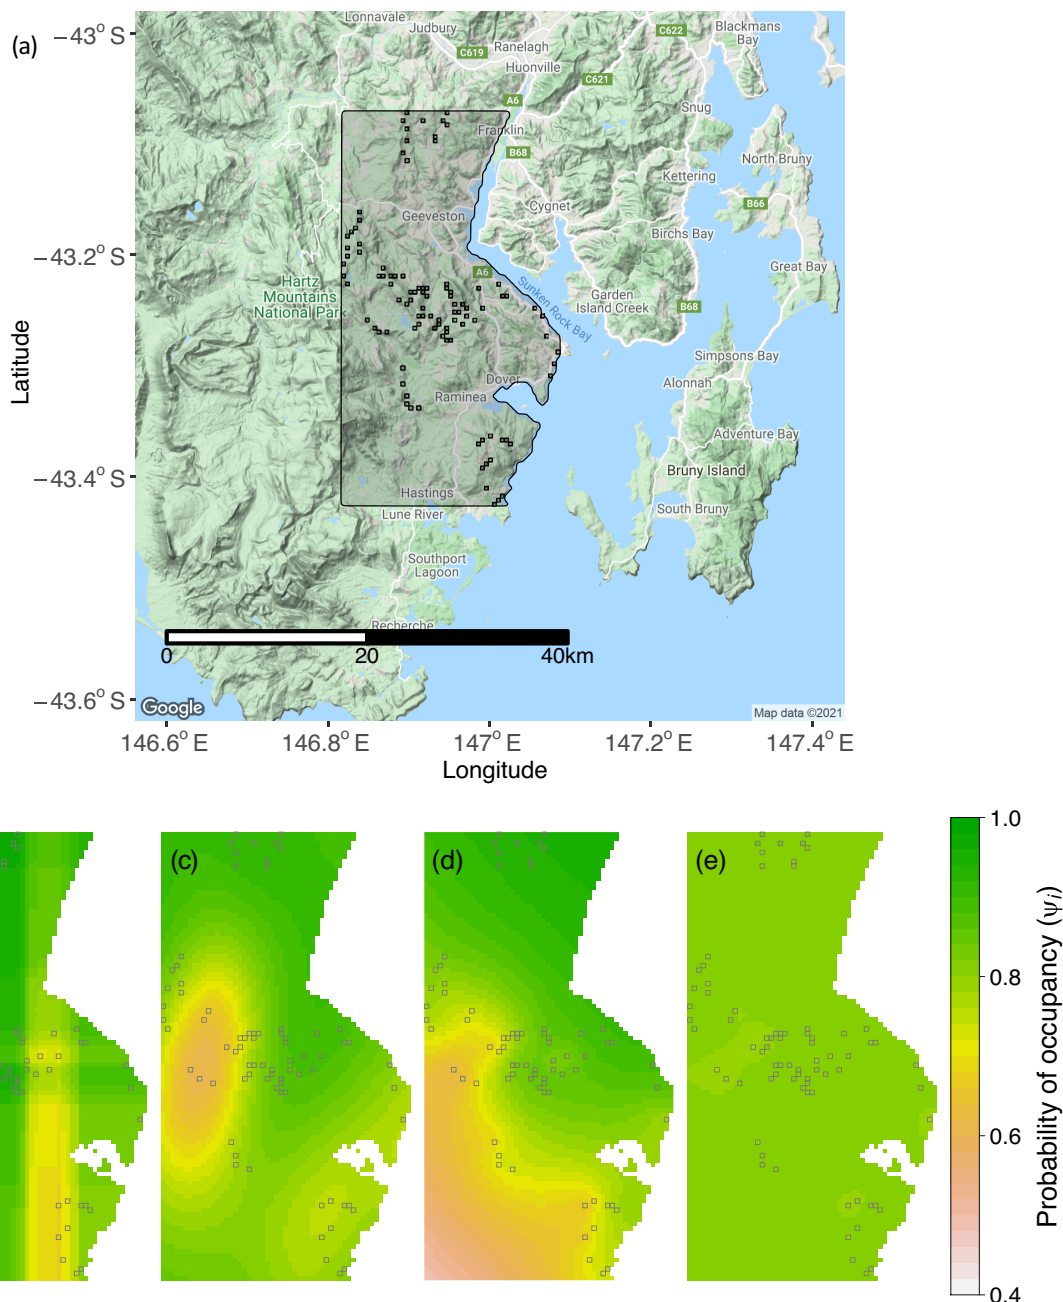 (a)
−43° S
−43.2° S
−43.4° S
−43.6° S
Latitude
Lonnavale
Judbury
C619
Ranelagh
Huonville
C622
Blackmans
Bay
C621
A6
Snug
Franklin
B68
North Bruny
Kettering
Cygnet
B66
Geeveston
Birchs Bay
A6
Great Bay
Hartz
Mountains
National Park
Sunken Rock Bay
Garden
Island Creek
B68
Simpsons Bay
Dover
Alonnah
Raminea
Adventure Bay
Bruny Island
Hastings
South Bruny
Lune River
Southport
Lagoon
Recherche
0
20
40km
Google
Map data ©2021
146.6° E
146.8° E
147° E
147.2° E
147.4° E
Longitude
(c)
(d)
(e)
1.0
0.8
0.6
0.4
Probability of occupancy (ψi)